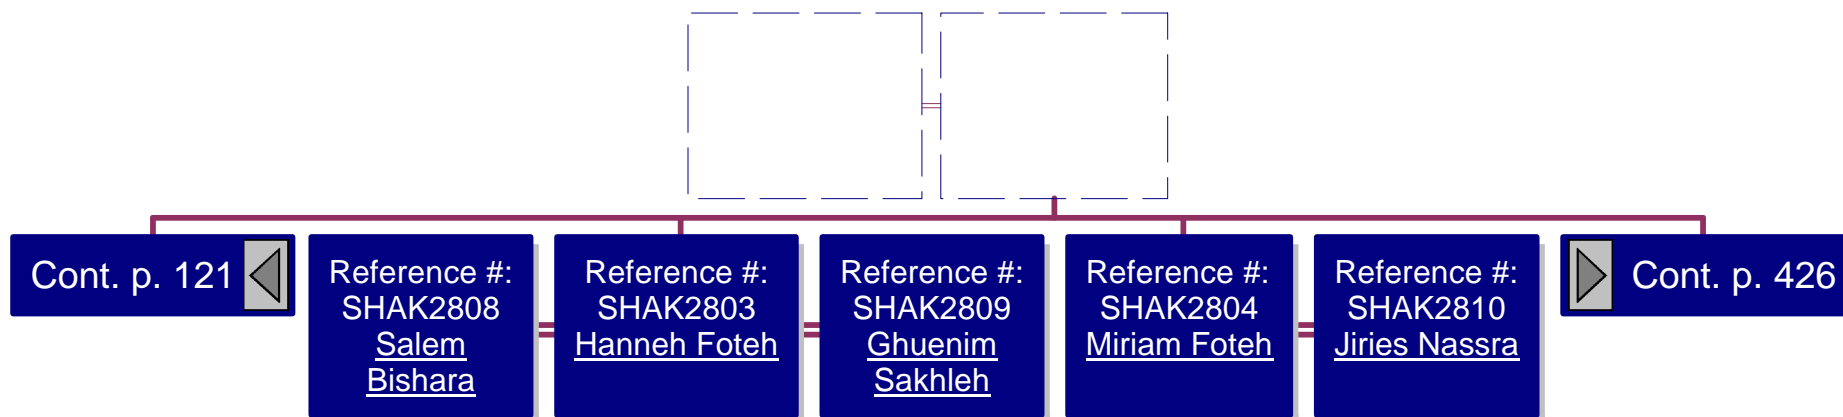 Cont. p. 121
Reference #:
SHAK2808
Salem
Bishara
Reference #:
SHAK2803
Hanneh Foteh
Reference #:
SHAK2809
Ghuenim
Sakhleh
Reference #:
SHAK2804
Miriam Foteh
Reference #:
SHAK2810
Jiries Nassra
Cont. p. 426